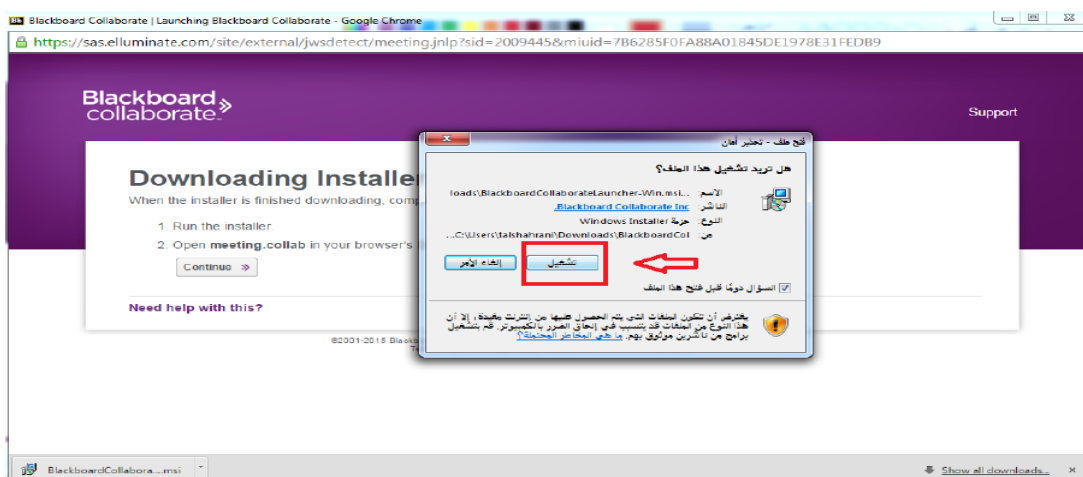 Blackboard Collaborate | Launching Blackboard Collaborate - Google Chrome
https://sas.elluminate.com/site/external/jwsdetect/meeting.jnlp?sid=2009445&miuid=7B6285F0FA88A01845DE1978E31FEDB9
Blackboard
collaborate.
Support
Downloading Installe
When the installer is finished downloading, comp
1. Run the installer.
2. Open meeting.collab in your browser's
Continue »
Need help with this?
©2001-2015 Blackb
فتح ملف - تحذير أمان
هل تريد تشغيل هذا الملف؟
الاسم: loads\BlackboardCollaborateLauncher-Win.msi...
الناشر: Blackboard Collaborate Inc.
النوع: حزمة Windows Installer
من: C:\Users\talshahrani\Downloads\BlackboardCol...
تشغيل
إلغاء الأمر
السؤال دومًا قبل فتح هذا الملف
يفترض أن تكون الملفات التي يتم الحصول عليها من إنترنت مفيدة، إلا أن
هذا النوع من الملفات قد يتسبب في إلحاق الضرر بالكمبيوتر. قم بتشغيل
برامج من ناشرين موثوق بهم. ما هي المخاطر المحتملة؟
BlackboardCollabora....msi
Show all downloads...